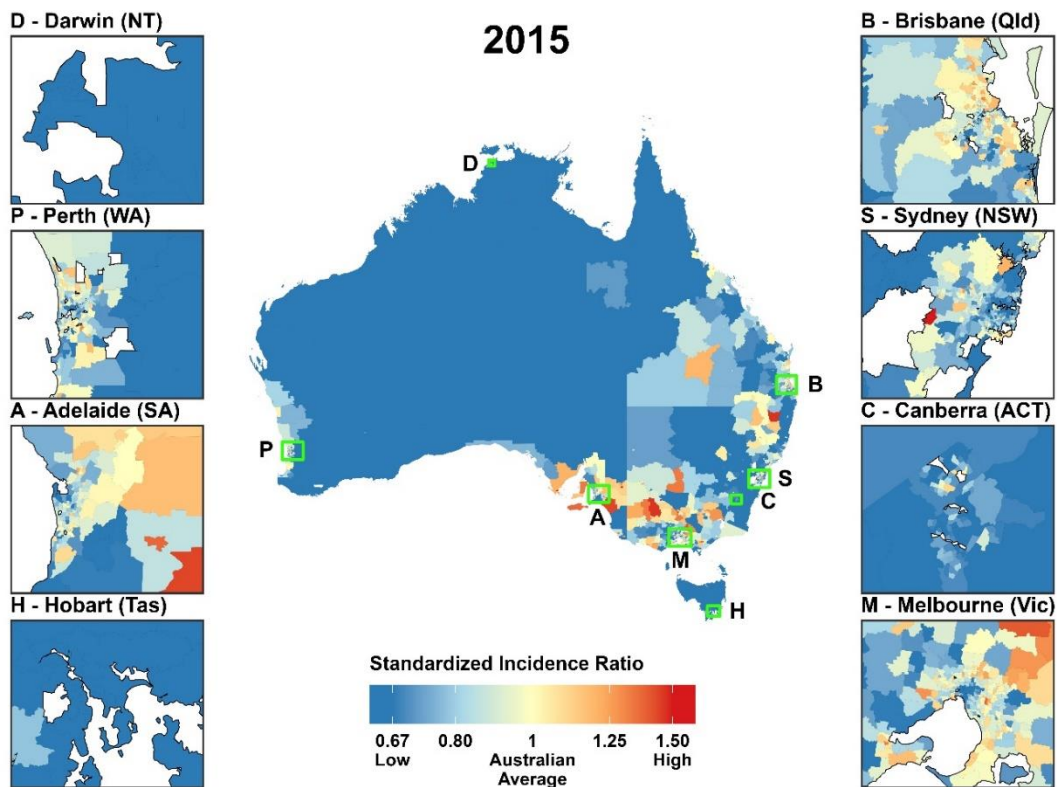 D - Darwin (NT)
2015
B - Brisbane (Qld)
P - Perth (WA)
S - Sydney (NSW)
A - Adelaide (SA)
C - Canberra (ACT)
H - Hobart (Tas)
M - Melbourne (Vic)
D
B
P
S
C
A
M
H
Standardized Incidence Ratio
0.67 0.80 1 1.25 1.50
Low Australian High
Average